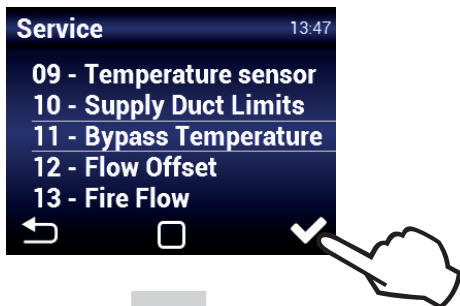 Service 13:47
09 - Temperature sensor
10 - Supply Duct Limits
11 - Bypass Temperature
12 - Flow Offset
13 - Fire Flow